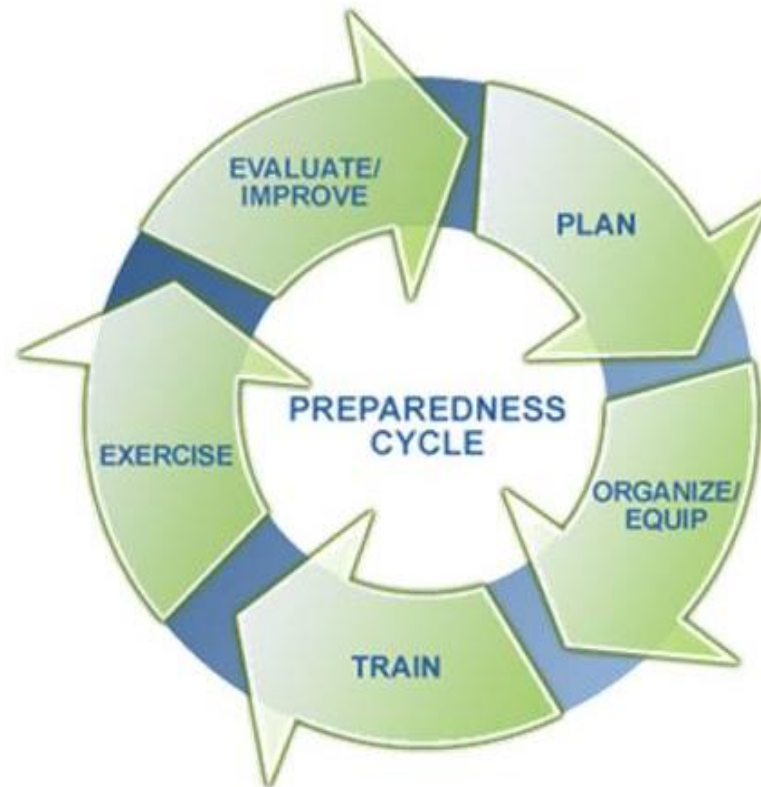 EVALUATE/
IMPROVE
PLAN
PREPAREDNESS
CYCLE
EXERCISE
ORGANIZE/
EQUIP
TRAIN